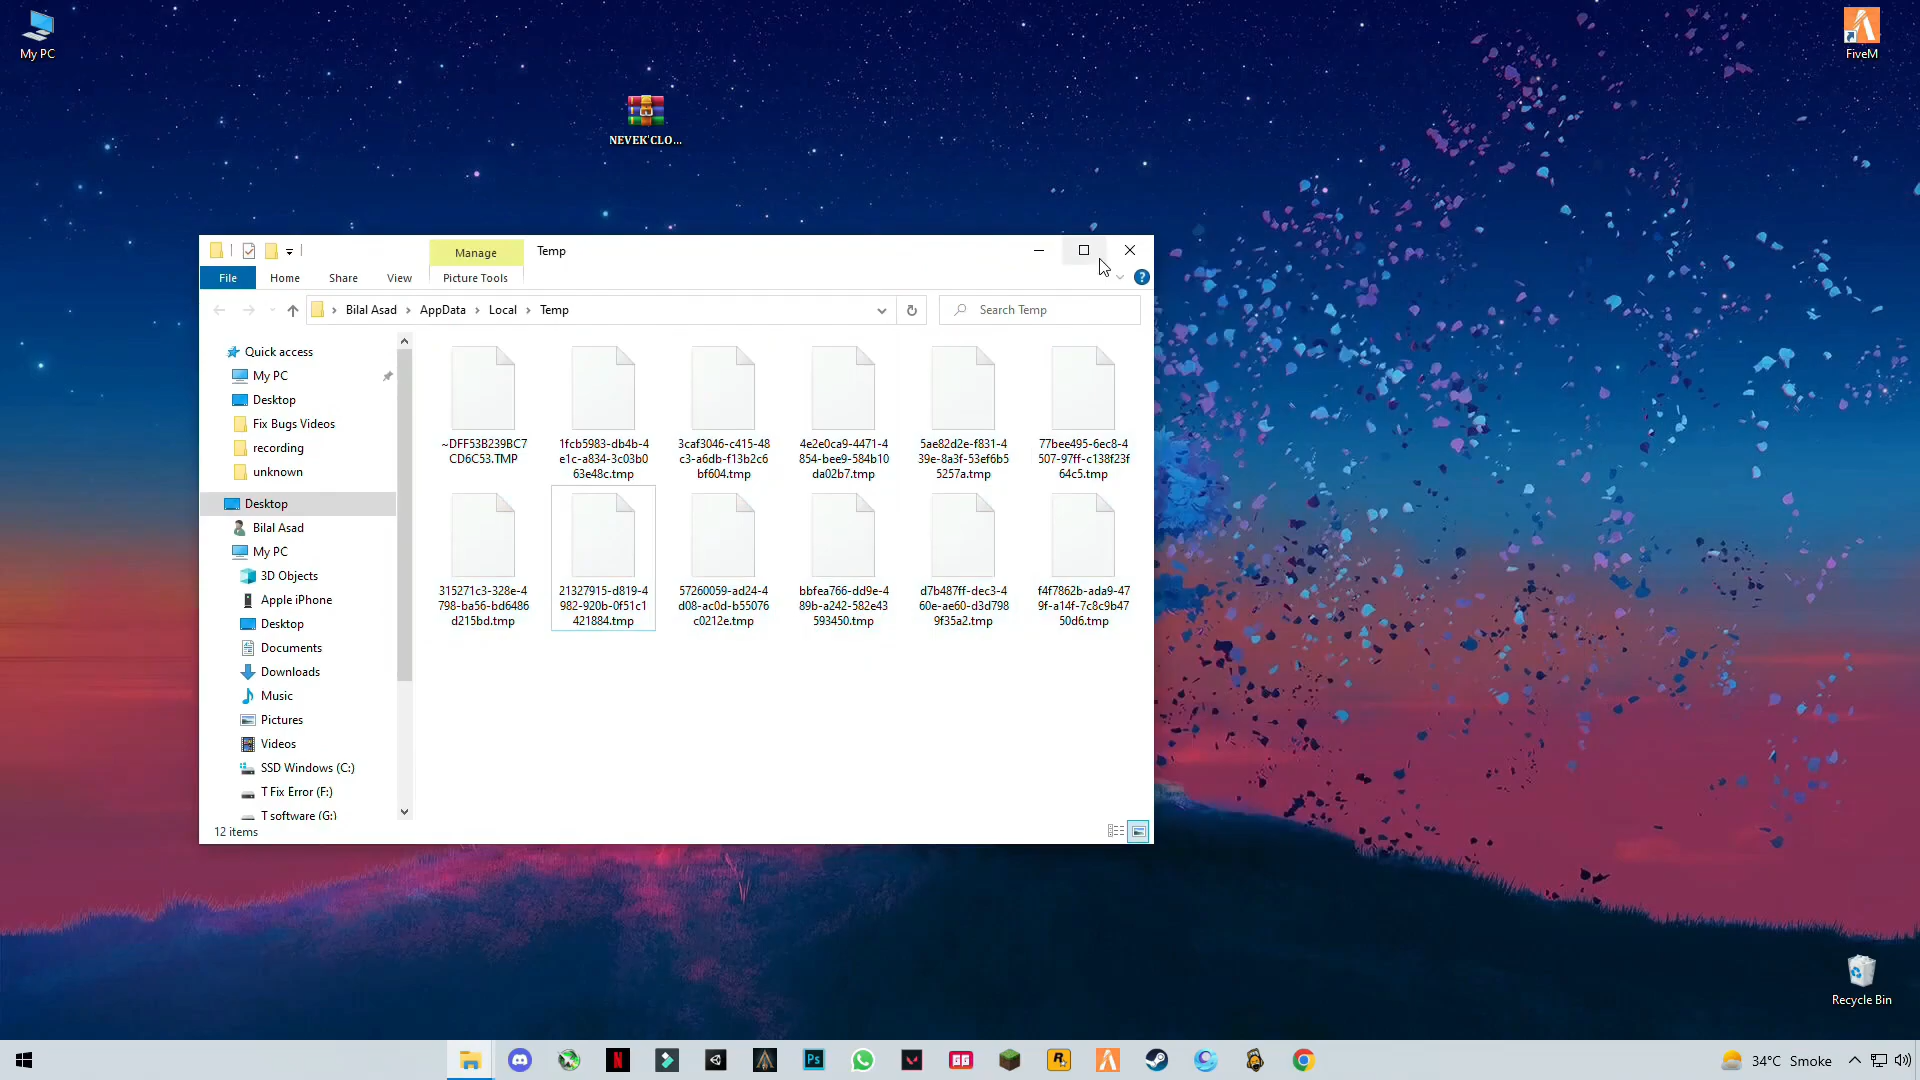 My PC
FiveM
NEVEK'CLO...
Manage
Temp
File
Home
Share
View
Picture Tools
Bilal Asad
AppData
Local
Temp
Search Temp
Quick access
My PC
Desktop
Fix Bugs Videos
recording
unknown
Desktop
Bilal Asad
My PC
3D Objects
Apple iPhone
Desktop
Documents
Downloads
Music
Pictures
Videos
SSD Windows (C:)
T Fix Error (F:)
T software (G:)
~DFF53B239BC7
CD6C53.TMP
1fcb5983-db4b-4
e1c-a834-3c03b0
63e48c.tmp
3caf3046-c415-48
c3-a6db-f13b2c6
bf604.tmp
4e2e0ca9-4471-4
854-bee9-584b10
da02b7.tmp
5ae82d2e-f831-4
39e-8a3f-53ef6b5
5257a.tmp
77bee495-6ec8-4
507-97ff-c138f23f
64c5.tmp
315271c3-328e-4
798-ba56-bd6486
d215bd.tmp
21327915-d819-4
982-920b-0f51c1
421884.tmp
57260059-ad24-4
d08-ac0d-b55076
c0212e.tmp
bbfea766-dd9e-4
89b-a242-582e43
593450.tmp
d7b487ff-dec3-4
60e-ae60-d3d798
9f35a2.tmp
f4f7862b-ada9-47
9f-a14f-7c8c9b47
50d6.tmp
12 items
Recycle Bin
34°C Smoke